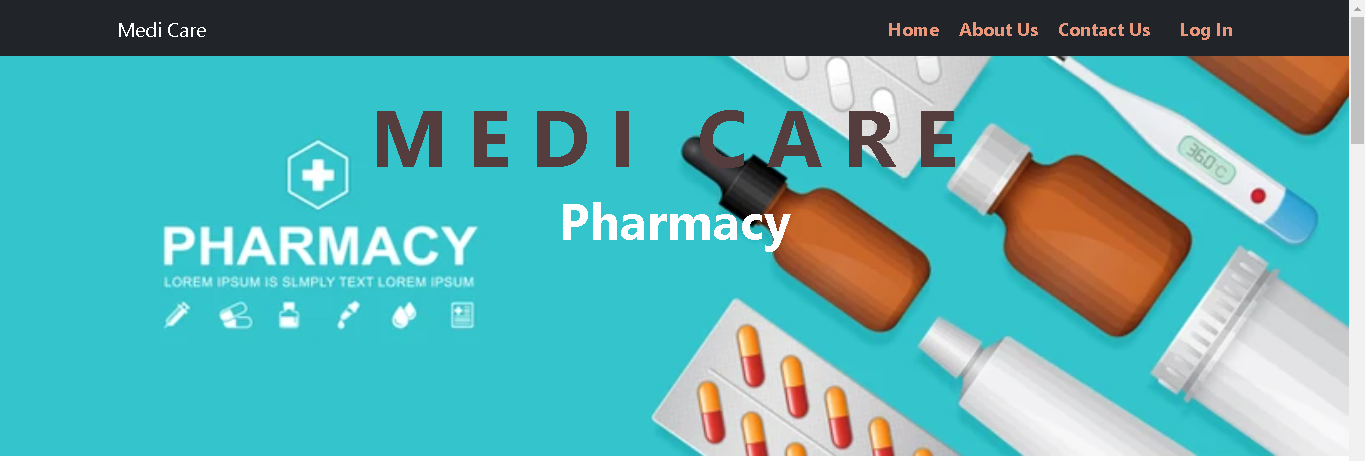 Medi Care
Home About Us Contact Us Log In
MEDI CARE
Pharmacy
PHARMACY
LOREM IPSUM IS SLMPLY TEXT LOREM IPSUM
36.0°C